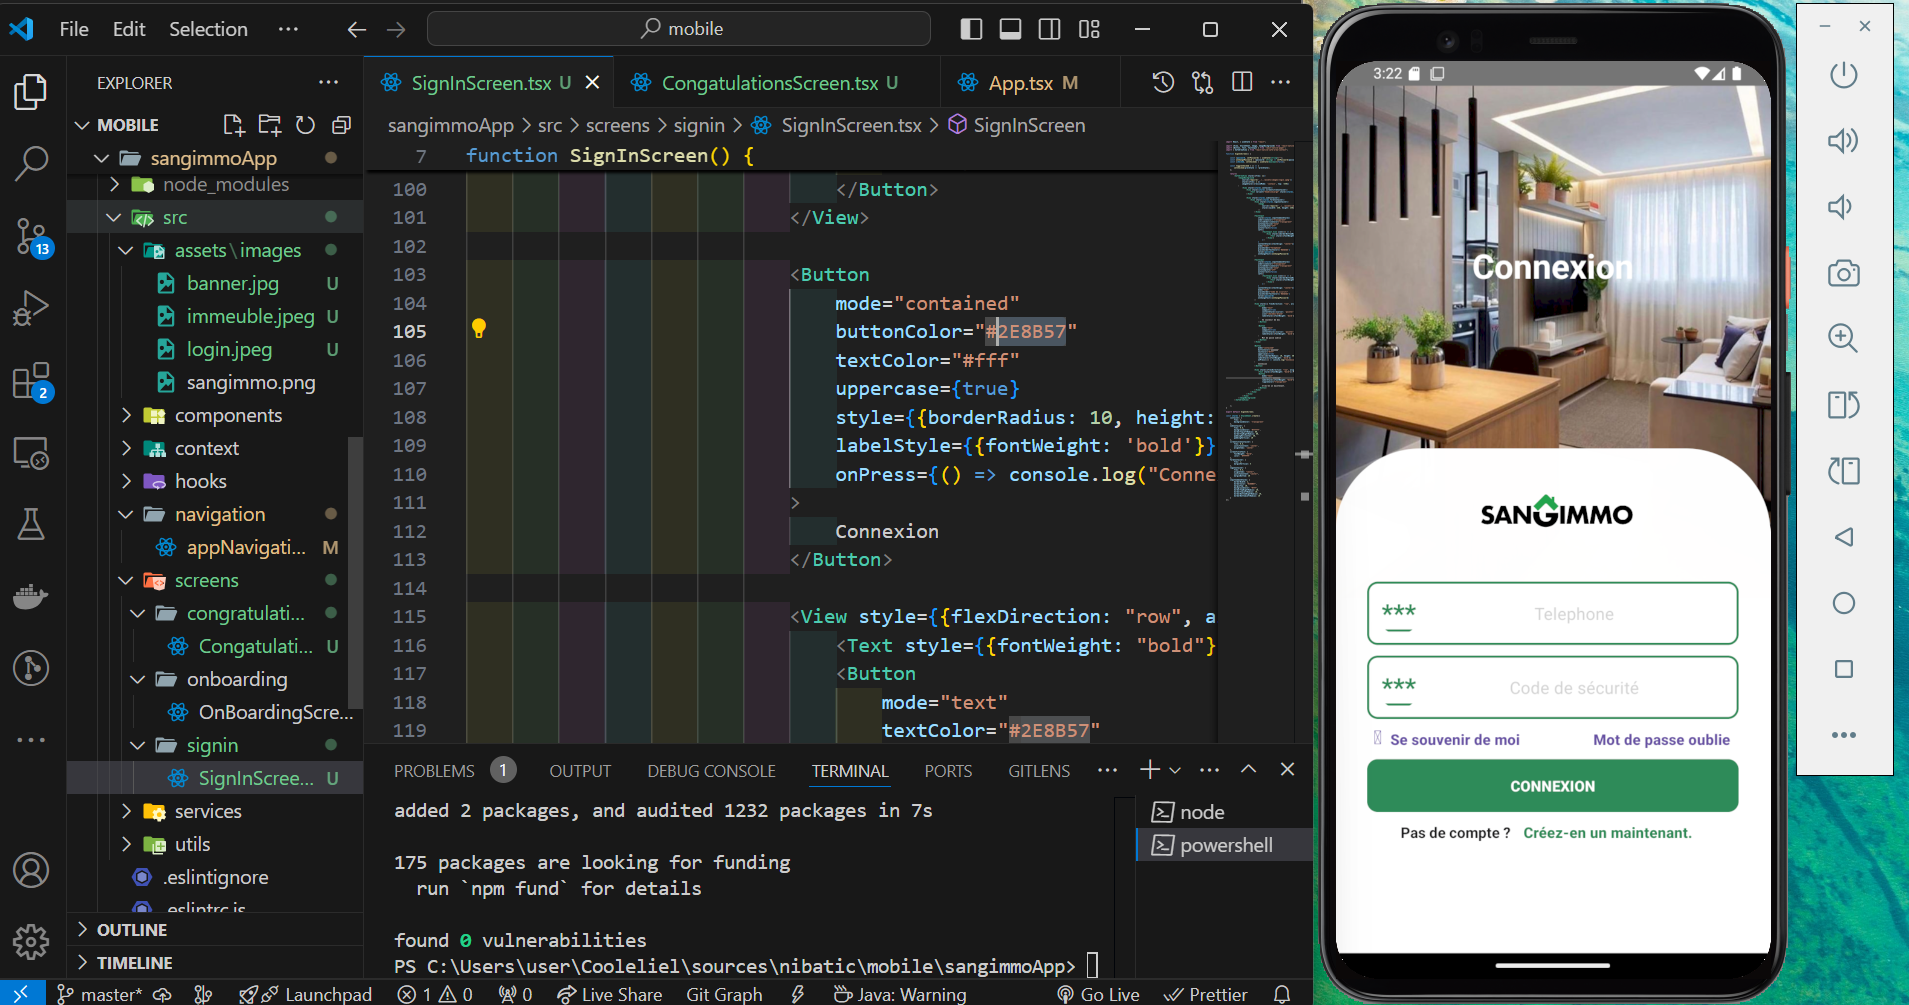 File Edit Selection ···
mobile
EXPLORER
MOBILE
sangimmoApp
node_modules
src
assets\images
banner.jpg U
immeuble.jpeg U
login.jpeg U
sangimmo.png
components
context
hooks
navigation
appNavigati... M
screens
congratulati...
Congatulati... U
onboarding
OnBoardingScre...
signin
SignInScree... U
services
utils
.eslintignore
.eslintrc.js
OUTLINE
TIMELINE
13
2
SignInScreen.tsx U
CongatulationsScreen.tsx U
App.tsx M
sangimmoApp > src > screens > signin > SignInScreen.tsx > SignInScreen
7 function SignInScreen() {
100 </Button>
101 </View>
102
103 <Button
104 mode="contained"
105 buttonColor="#2E8B57"
106 textColor="#fff"
107 uppercase={true}
108 style={{borderRadius: 10, height:
109 labelStyle={{fontWeight: 'bold'}}
110 onPress={() => console.log("Conne
111 >
112 Connexion
113 </Button>
114
115 <View style={{flexDirection: "row", a
116 <Text style={{fontWeight: "bold"}
117 <Button
118 mode="text"
119 textColor="#2E8B57"
PROBLEMS 1 OUTPUT DEBUG CONSOLE TERMINAL PORTS GITLENS ···
added 2 packages, and audited 1232 packages in 7s
175 packages are looking for funding
run `npm fund` for details
found 0 vulnerabilities
PS C:\Users\user\Cooleliel\sources\nibatic\mobile\sangimmoApp>
node
powershell
master* Launchpad 1 0 0 Live Share Git Graph Java: Warning Go Live Prettier
3:22
Connexion
SANGIMMO
*** Telephone
*** Code de sécurité
Se souvenir de moi Mot de passe oublie
CONNEXION
Pas de compte ? Créez-en un maintenant.